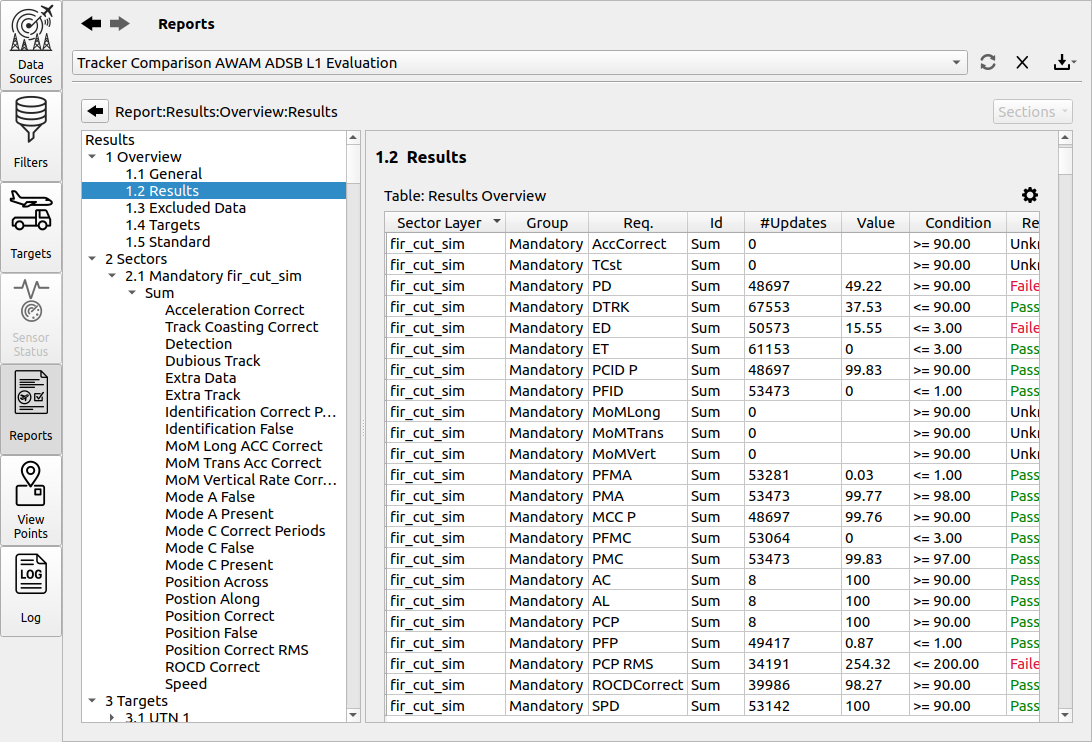 Reports
Data
Sources
Tracker Comparison AWAM ADSB L1 Evaluation
Filters
Targets
Sensor
Status
Reports
View
Points
LOG
Log
Report:Results:Overview:Results
Sections
Results
1 Overview
1.1 General
1.2 Results
1.3 Excluded Data
1.4 Targets
1.5 Standard
2 Sectors
2.1 Mandatory fir_cut_sim
Sum
Acceleration Correct
Track Coasting Correct
Detection
Dubious Track
Extra Data
Extra Track
Identification Correct P...
Identification False
MoM Long ACC Correct
MoM Trans Acc Correct
MoM Vertical Rate Corr...
Mode A False
Mode A Present
Mode C Correct Periods
Mode C False
Mode C Present
Position Across
Postion Along
Position Correct
Position False
Position Correct RMS
ROCD Correct
Speed
3 Targets
3.1 UTN 1
1.2 Results
Table: Results Overview
Sector Layer Group Req. Id #Updates Value Condition Re
fir_cut_sim Mandatory AccCorrect Sum 0 >= 90.00 Unkn
fir_cut_sim Mandatory TCst Sum 0 >= 90.00 Unkn
fir_cut_sim Mandatory PD Sum 48697 49.22 >= 90.00 Faile
fir_cut_sim Mandatory DTRK Sum 67553 37.53 <= 90.00 Pass
fir_cut_sim Mandatory ED Sum 50573 15.55 <= 3.00 Faile
fir_cut_sim Mandatory ET Sum 61153 0 <= 3.00 Pass
fir_cut_sim Mandatory PCID P Sum 48697 99.83 >= 90.00 Pass
fir_cut_sim Mandatory PFID Sum 53473 0 <= 1.00 Pass
fir_cut_sim Mandatory MoMLong Sum 0 >= 90.00 Unkn
fir_cut_sim Mandatory MoMTrans Sum 0 >= 90.00 Unkn
fir_cut_sim Mandatory MoMVert Sum 0 >= 90.00 Unkn
fir_cut_sim Mandatory PFMA Sum 53281 0.03 <= 1.00 Pass
fir_cut_sim Mandatory PMA Sum 53473 99.77 >= 98.00 Pass
fir_cut_sim Mandatory MCC P Sum 48697 99.76 >= 90.00 Pass
fir_cut_sim Mandatory PFMC Sum 53064 0 <= 3.00 Pass
fir_cut_sim Mandatory PMC Sum 53473 99.83 >= 97.00 Pass
fir_cut_sim Mandatory AC Sum 8 100 >= 90.00 Pass
fir_cut_sim Mandatory AL Sum 8 100 >= 90.00 Pass
fir_cut_sim Mandatory PCP Sum 8 100 >= 90.00 Pass
fir_cut_sim Mandatory PFP Sum 49417 0.87 <= 1.00 Pass
fir_cut_sim Mandatory PCP RMS Sum 34191 254.32 <= 200.00 Faile
fir_cut_sim Mandatory ROCDCorrect Sum 39986 98.27 >= 90.00 Pass
fir_cut_sim Mandatory SPD Sum 53142 100 >= 90.00 Pass